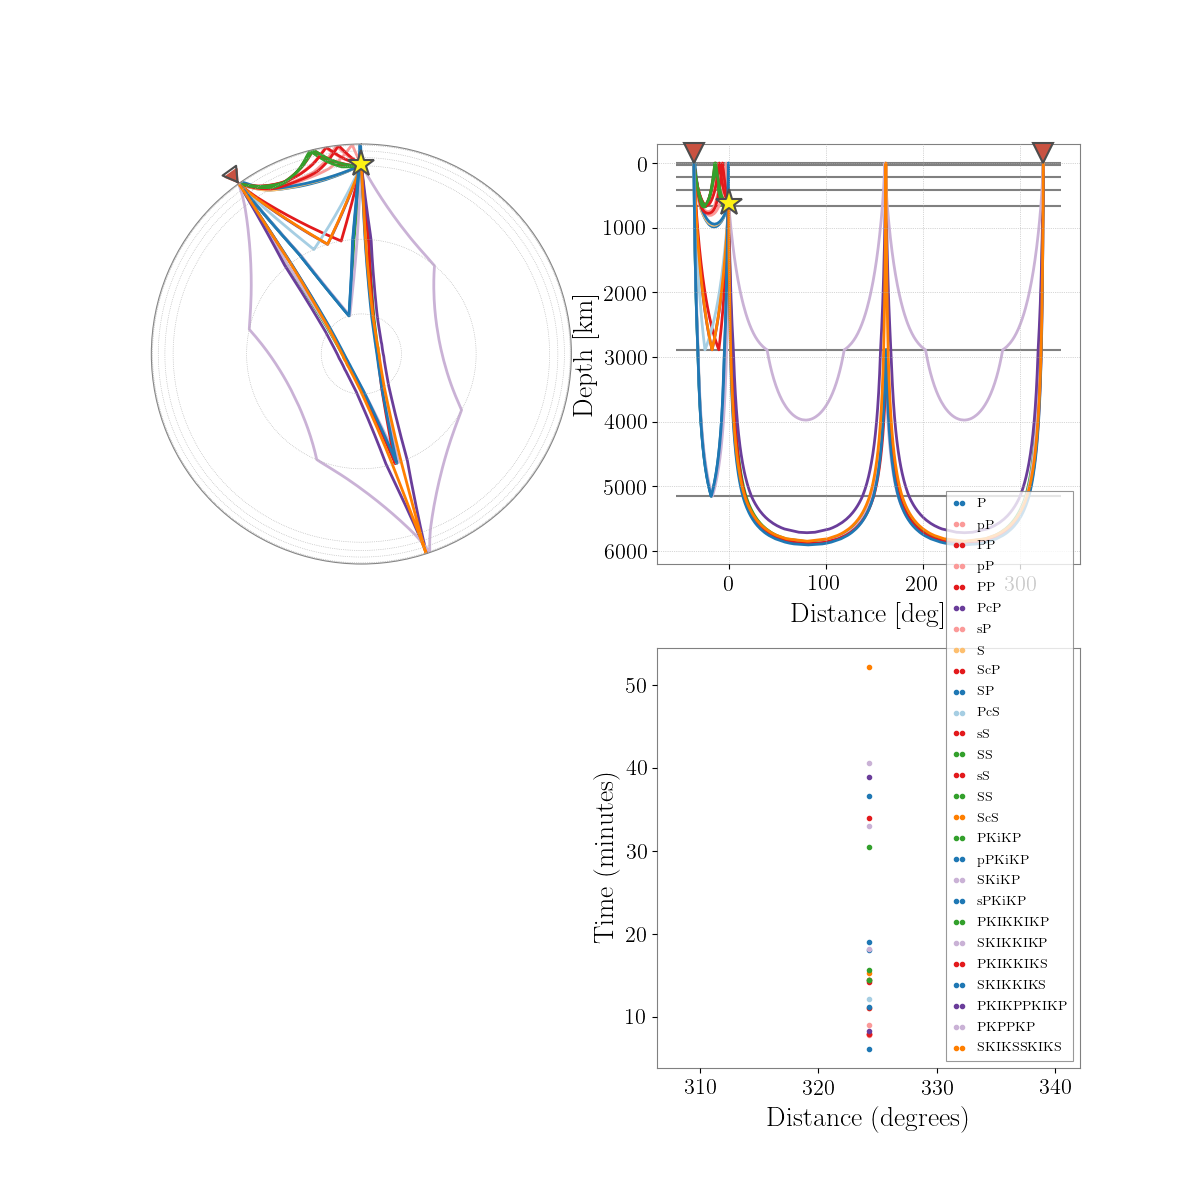 0
1000
2000
3000
4000
5000
6000
Depth [km]
0
100
200
300
Distance [deg]
P
pP
PP
pP
PP
PcP
sP
S
ScP
SP
PcS
sS
SS
sS
SS
ScS
PKiKP
pPKiKP
SKiKP
sPKiKP
PKIKKIKP
SKIKKIKP
PKIKKIKS
SKIKKIKS
PKIKPPKIKP
PKPPKP
SKIKSSKIKS
50
40
30
20
10
Time (minutes)
310
320
330
340
Distance (degrees)